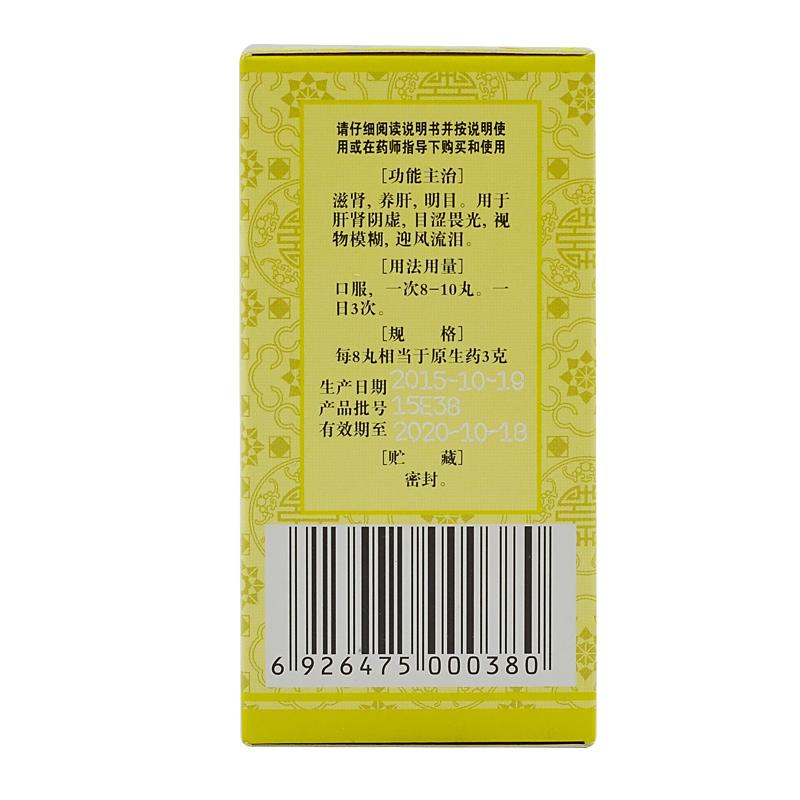 请仔细阅读说明书并按说明使
用或在药师指导下购买和使用
[功能主治]
滋肾, 养肝, 明目。用于
肝肾阴虚, 目涩畏光, 视
物模糊, 迎风流泪。
[用法用量]
口服, 一次8-10丸。一
日3次。
[规 格]
每8丸相当于原生药3克
生产日期 2015-10-19
产品批号 15E38
有效期至 2020-10-18
[贮 藏]
密封。
6 926475 000380